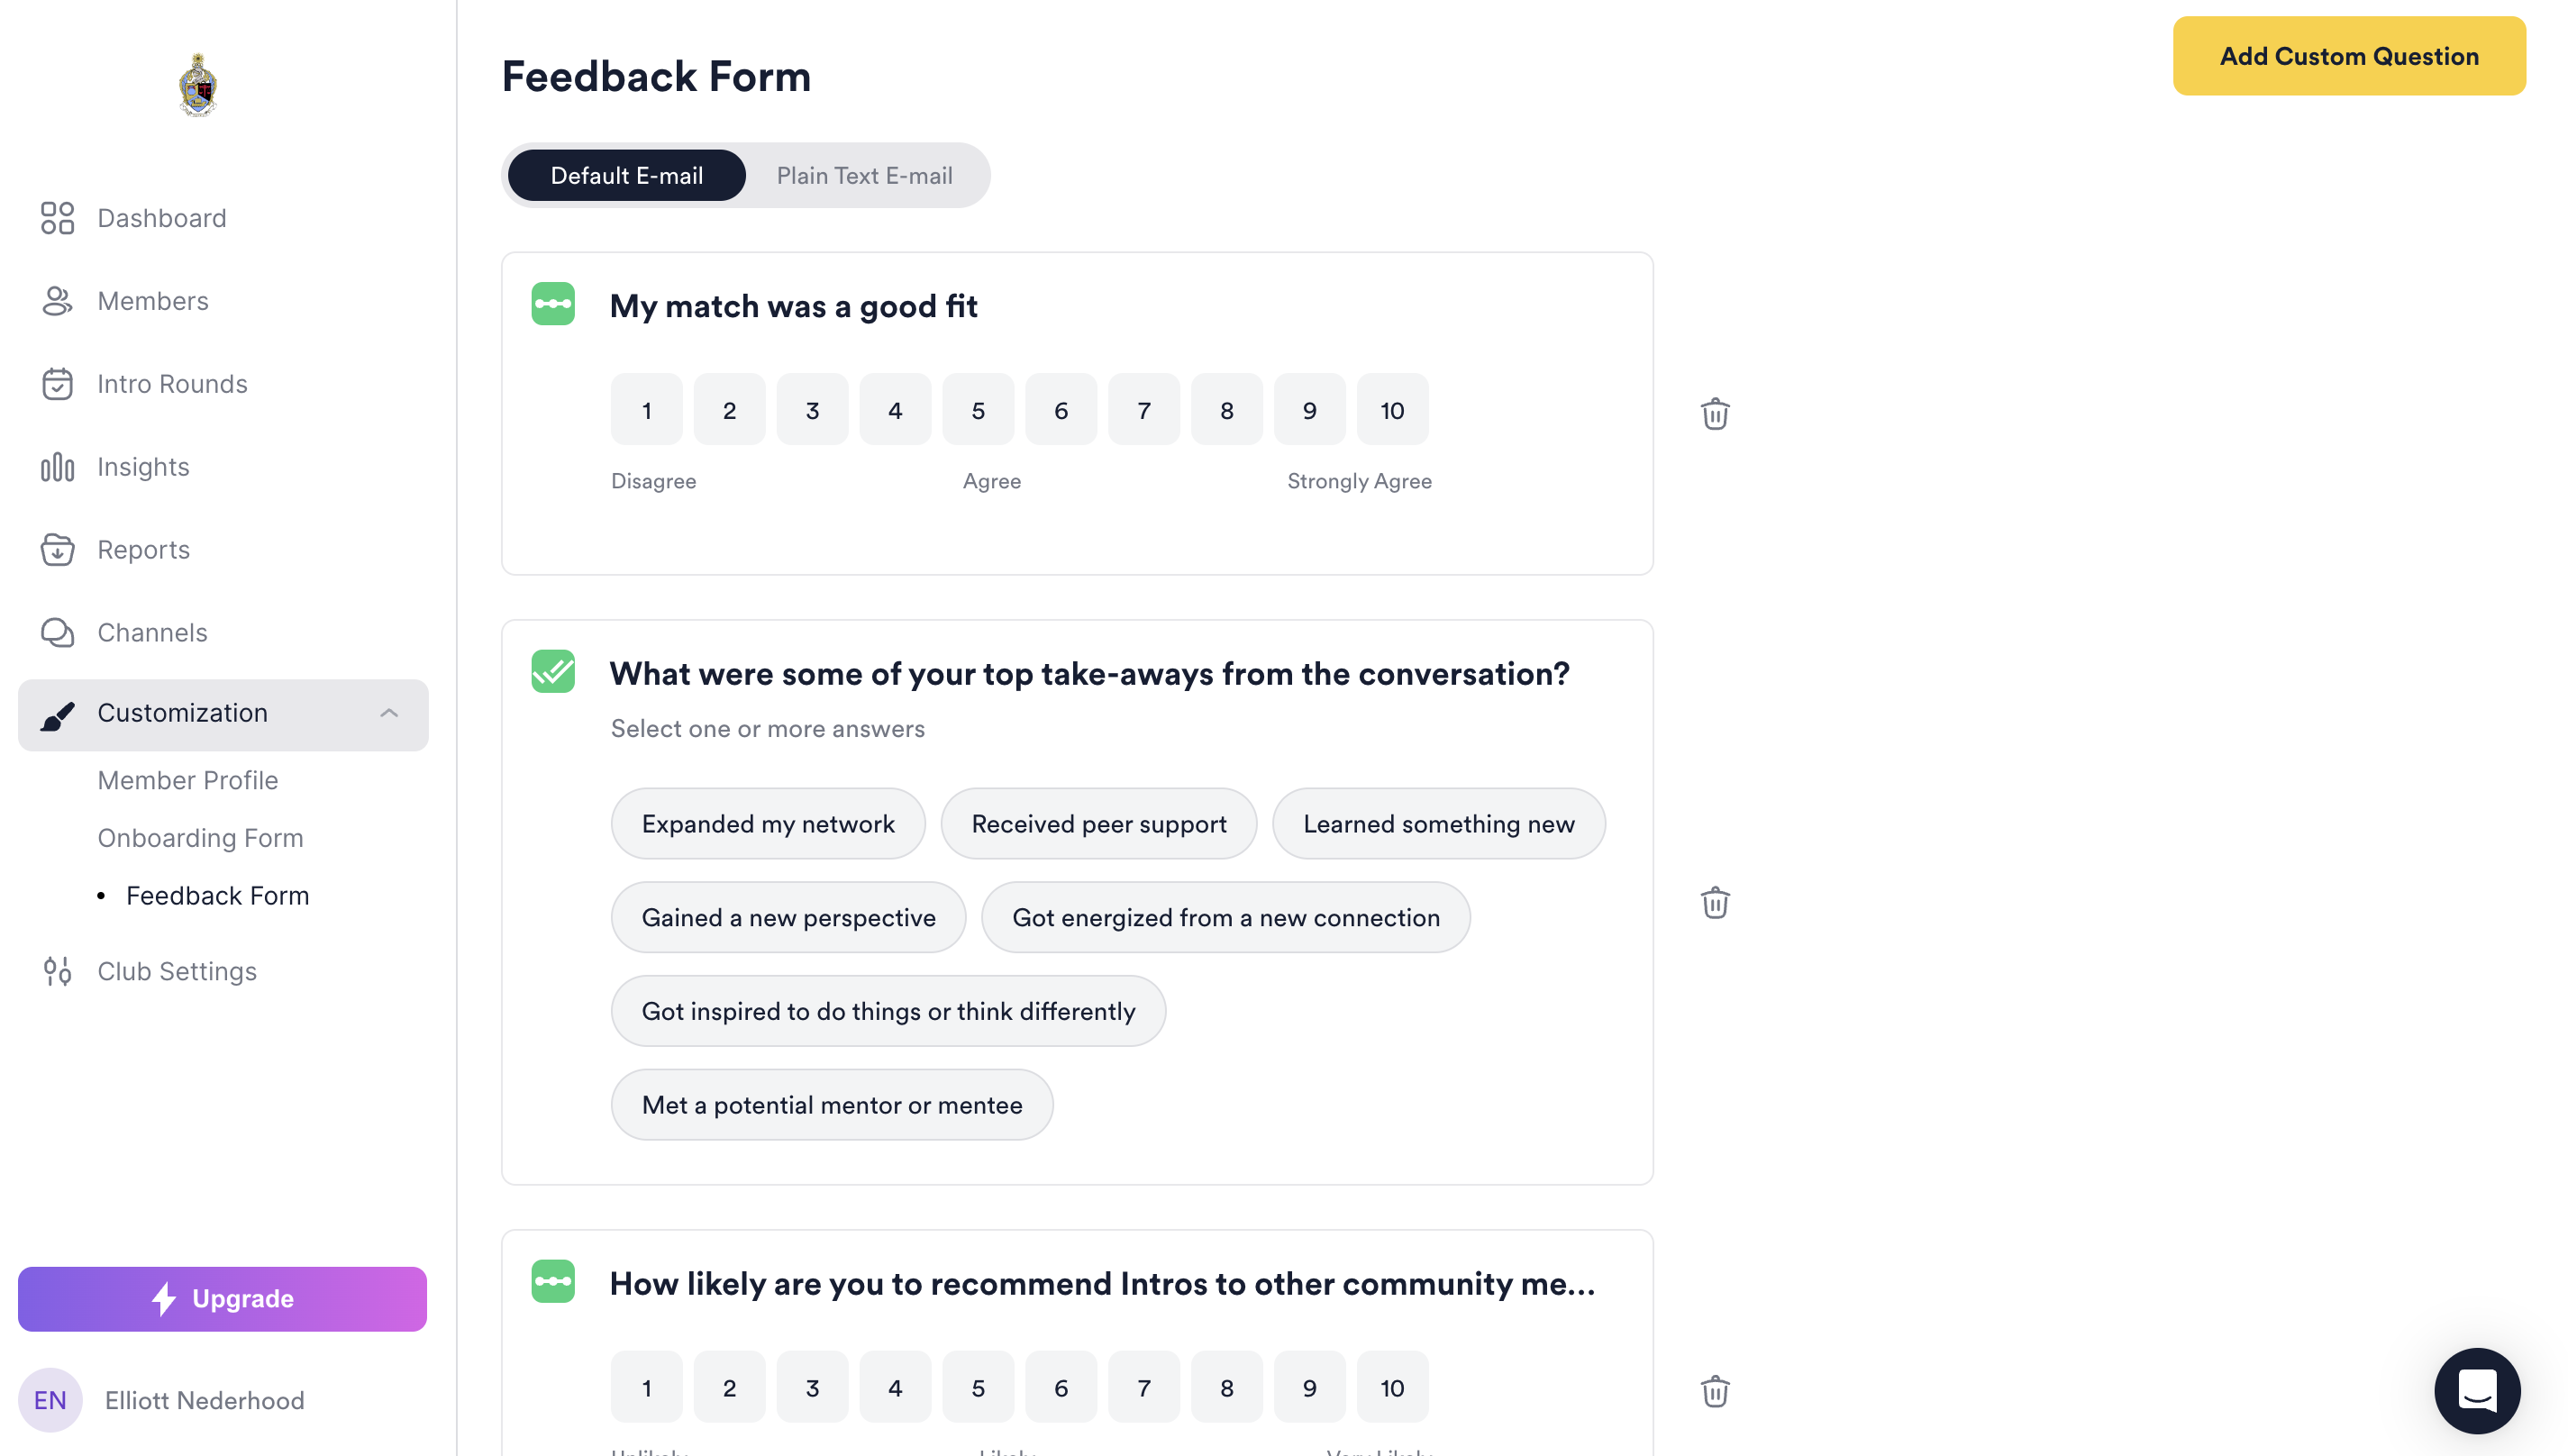 Feedback Form
Add Custom Question
Default E-mail
Plain Text E-mail
Dashboard
Members
Intro Rounds
Insights
Reports
Channels
Customization
Member Profile
Onboarding Form
• Feedback Form
Club Settings
Upgrade
EN
Elliott Nederhood
My match was a good fit
1 2 3 4 5 6 7 8 9 10
Disagree Agree Strongly Agree
What were some of your top take-aways from the conversation?
Select one or more answers
Expanded my network
Received peer support
Learned something new
Gained a new perspective
Got energized from a new connection
Got inspired to do things or think differently
Met a potential mentor or mentee
How likely are you to recommend Intros to other community me...
1 2 3 4 5 6 7 8 9 10
Unlikely Likely Very Likely